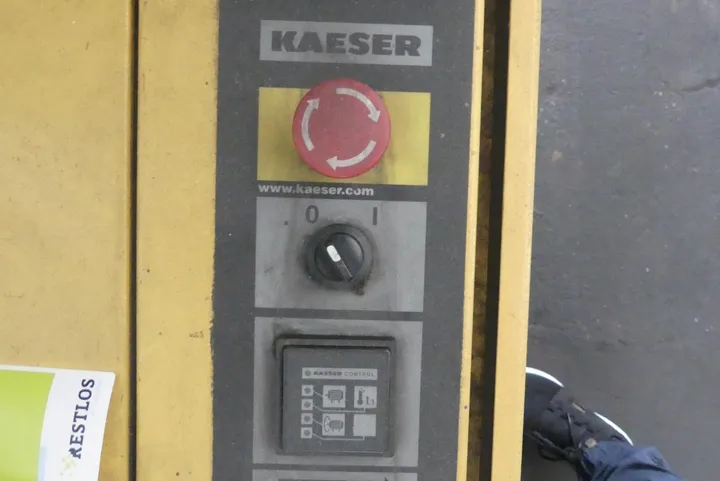 KAESER
www.kaeser.com
0 I
KAESER CONTROL
RESTLOS